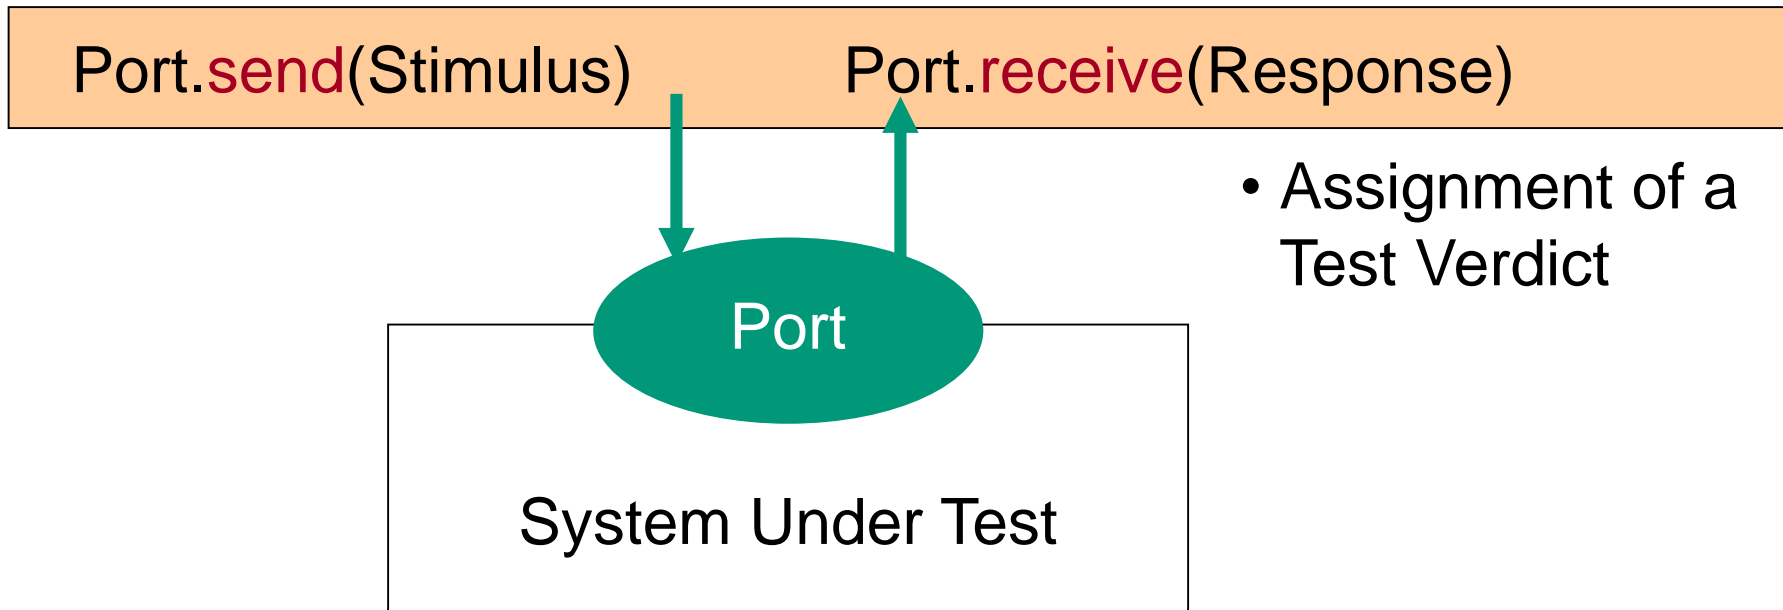 Port.send(Stimulus) Port.receive(Response)
• Assignment of a
Test Verdict
Port
System Under Test